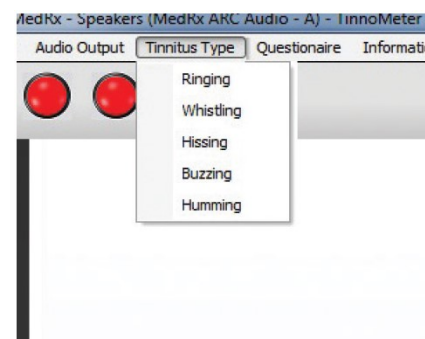 MedRx - Speakers (MedRx ARC Audio - A) - TinnoMeter
Audio Output Tinnitus Type Questionaire Informati
Ringing
Whistling
Hissing
Buzzing
Humming